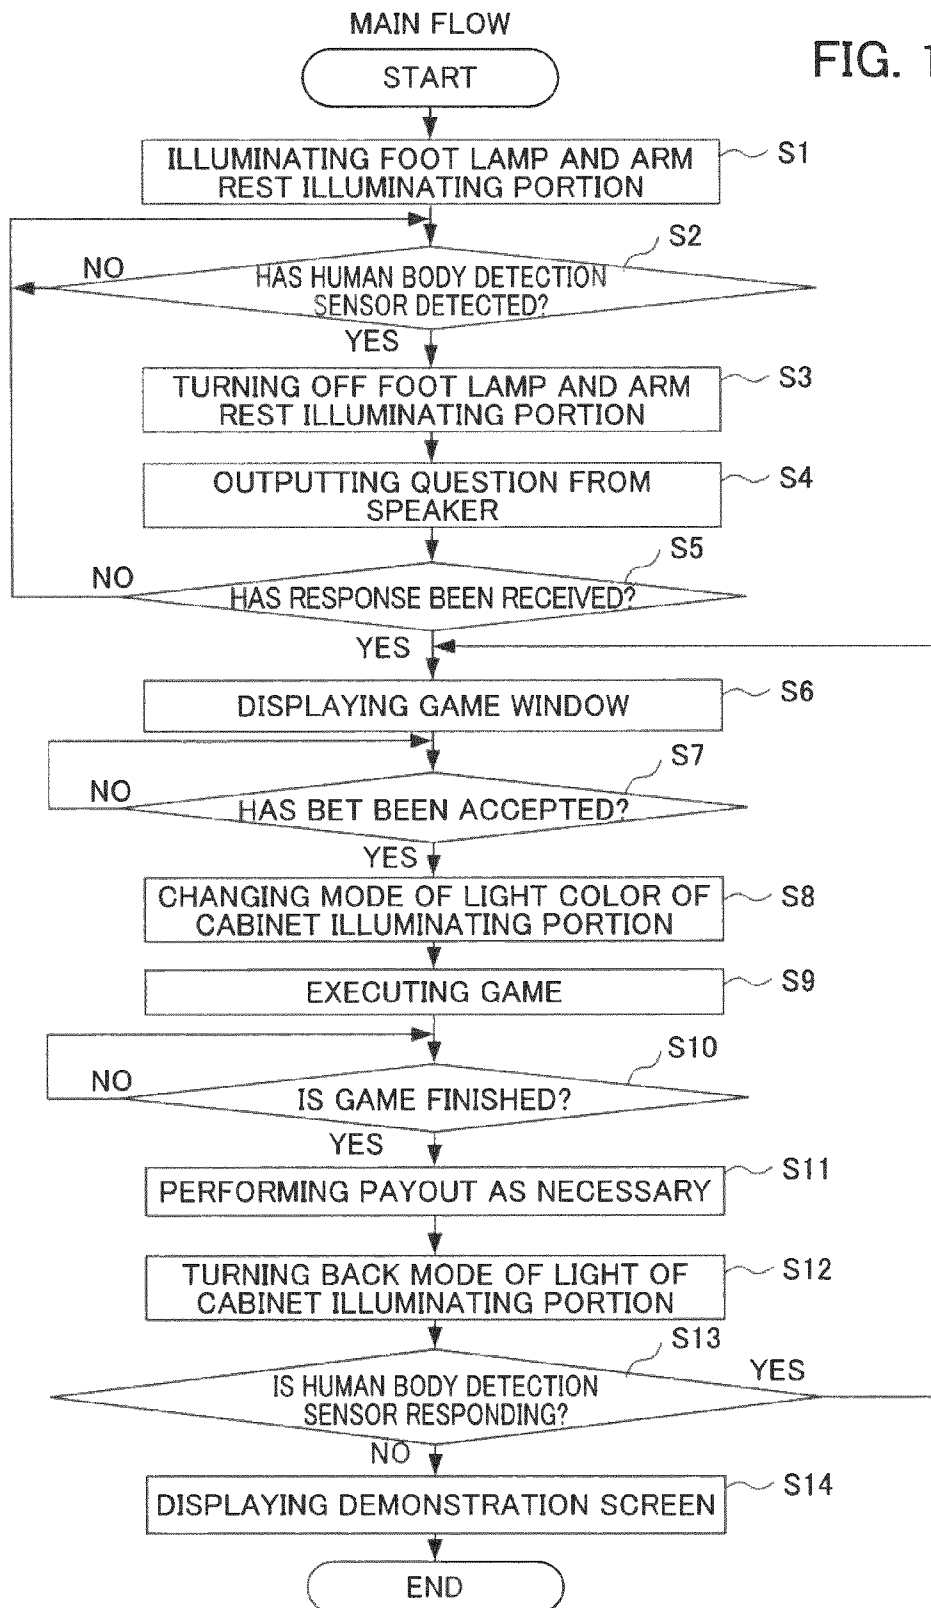 MAIN FLOW
FIG. 1
START
ILLUMINATING FOOT LAMP AND ARM
REST ILLUMINATING PORTION
S1
S2
NO
HAS HUMAN BODY DETECTION
SENSOR DETECTED?
YES
TURNING OFF FOOT LAMP AND ARM
REST ILLUMINATING PORTION
S3
OUTPUTTING QUESTION FROM
SPEAKER
S4
S5
NO
HAS RESPONSE BEEN RECEIVED?
YES
DISPLAYING GAME WINDOW
S6
S7
NO
HAS BET BEEN ACCEPTED?
YES
CHANGING MODE OF LIGHT COLOR OF
CABINET ILLUMINATING PORTION
S8
EXECUTING GAME
S9
S10
NO
IS GAME FINISHED?
YES
PERFORMING PAYOUT AS NECESSARY
S11
TURNING BACK MODE OF LIGHT OF
CABINET ILLUMINATING PORTION
S12
S13
YES
IS HUMAN BODY DETECTION
SENSOR RESPONDING?
NO
DISPLAYING DEMONSTRATION SCREEN
S14
END